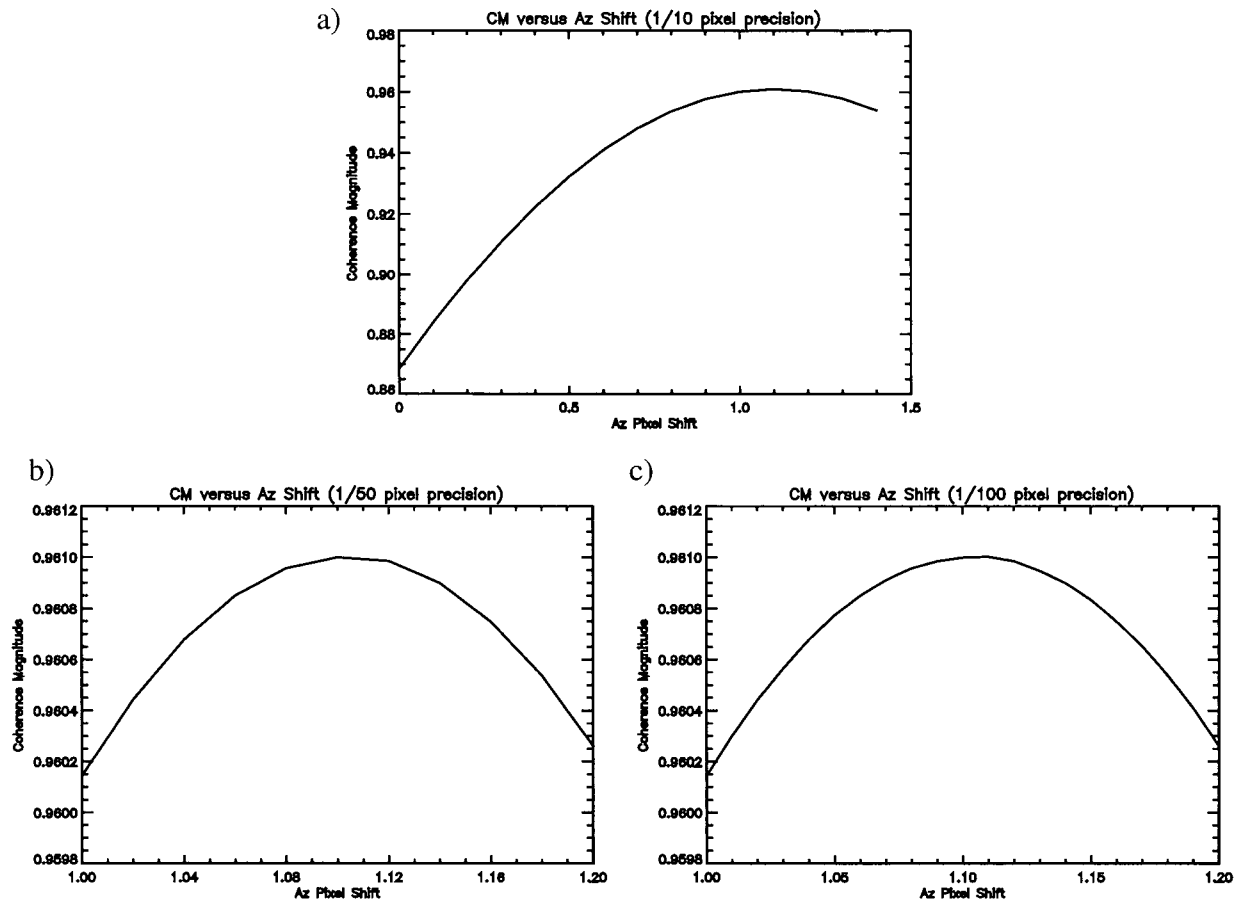 a)
CM versus Az Shift (1/10 pixel precision)
0.98
0.96
0.94
0.92
0.90
0.88
0.86
Coherence Magnitude
0 0.5 1.0 1.5
Az Pixel Shift
b)
CM versus Az Shift (1/50 pixel precision)
0.9612
0.9610
0.9608
0.9606
0.9604
0.9602
0.9600
0.9598
Coherence Magnitude
1.00 1.04 1.08 1.12 1.16 1.20
Az Pixel Shift
c)
CM versus Az Shift (1/100 pixel precision)
0.9612
0.9610
0.9608
0.9606
0.9604
0.9602
0.9600
0.9598
Coherence Magnitude
1.00 1.05 1.10 1.15 1.20
Az Pixel Shift